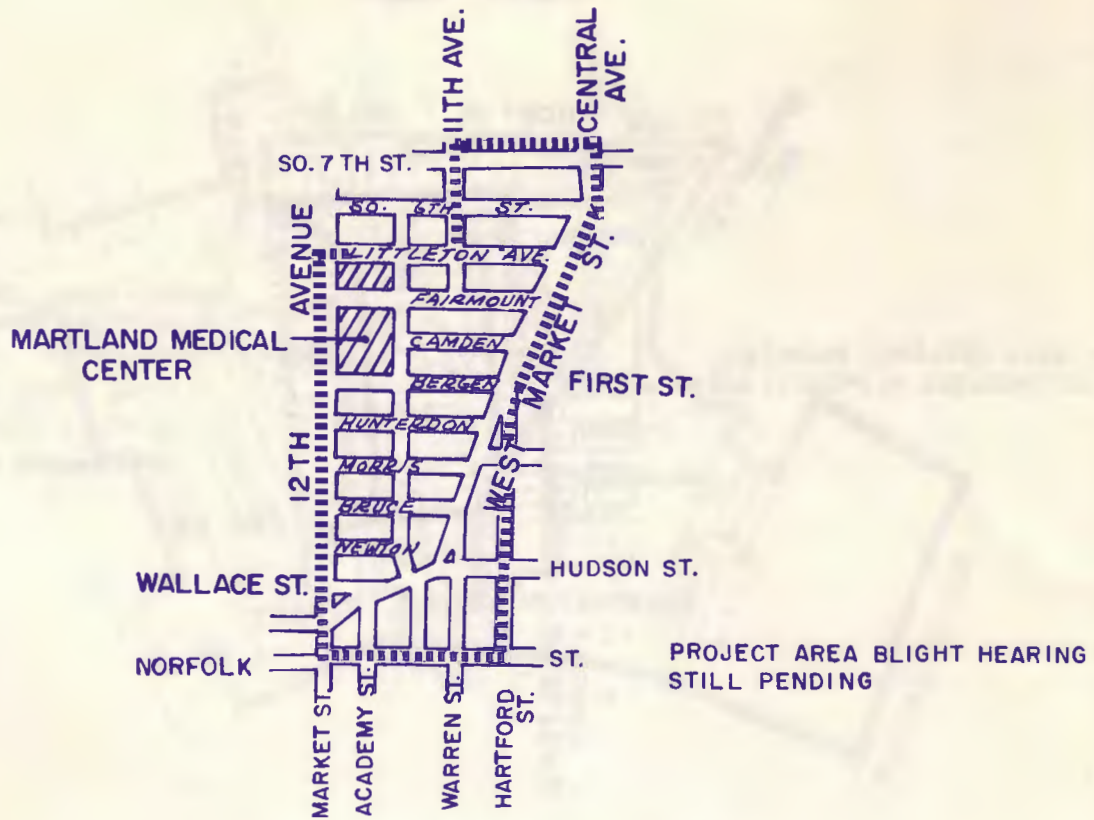 11TH AVE.
CENTRAL
AVE.
SO. 7TH ST.
SO. 6TH ST.
LITTLETON AVE.
12TH AVENUE
FAIRMOUNT
MARTLAND MEDICAL
CENTER
CAMDEN
BERGEN
WEST MARKET ST.
FIRST ST.
HUNTERDON
MORRIS
BRUCE
NEWTON
HUDSON ST.
WALLACE ST.
NORFOLK ST.
PROJECT AREA BLIGHT HEARING
STILL PENDING
MARKET ST.
ACADEMY ST.
WARREN ST.
HARTFORD
ST.